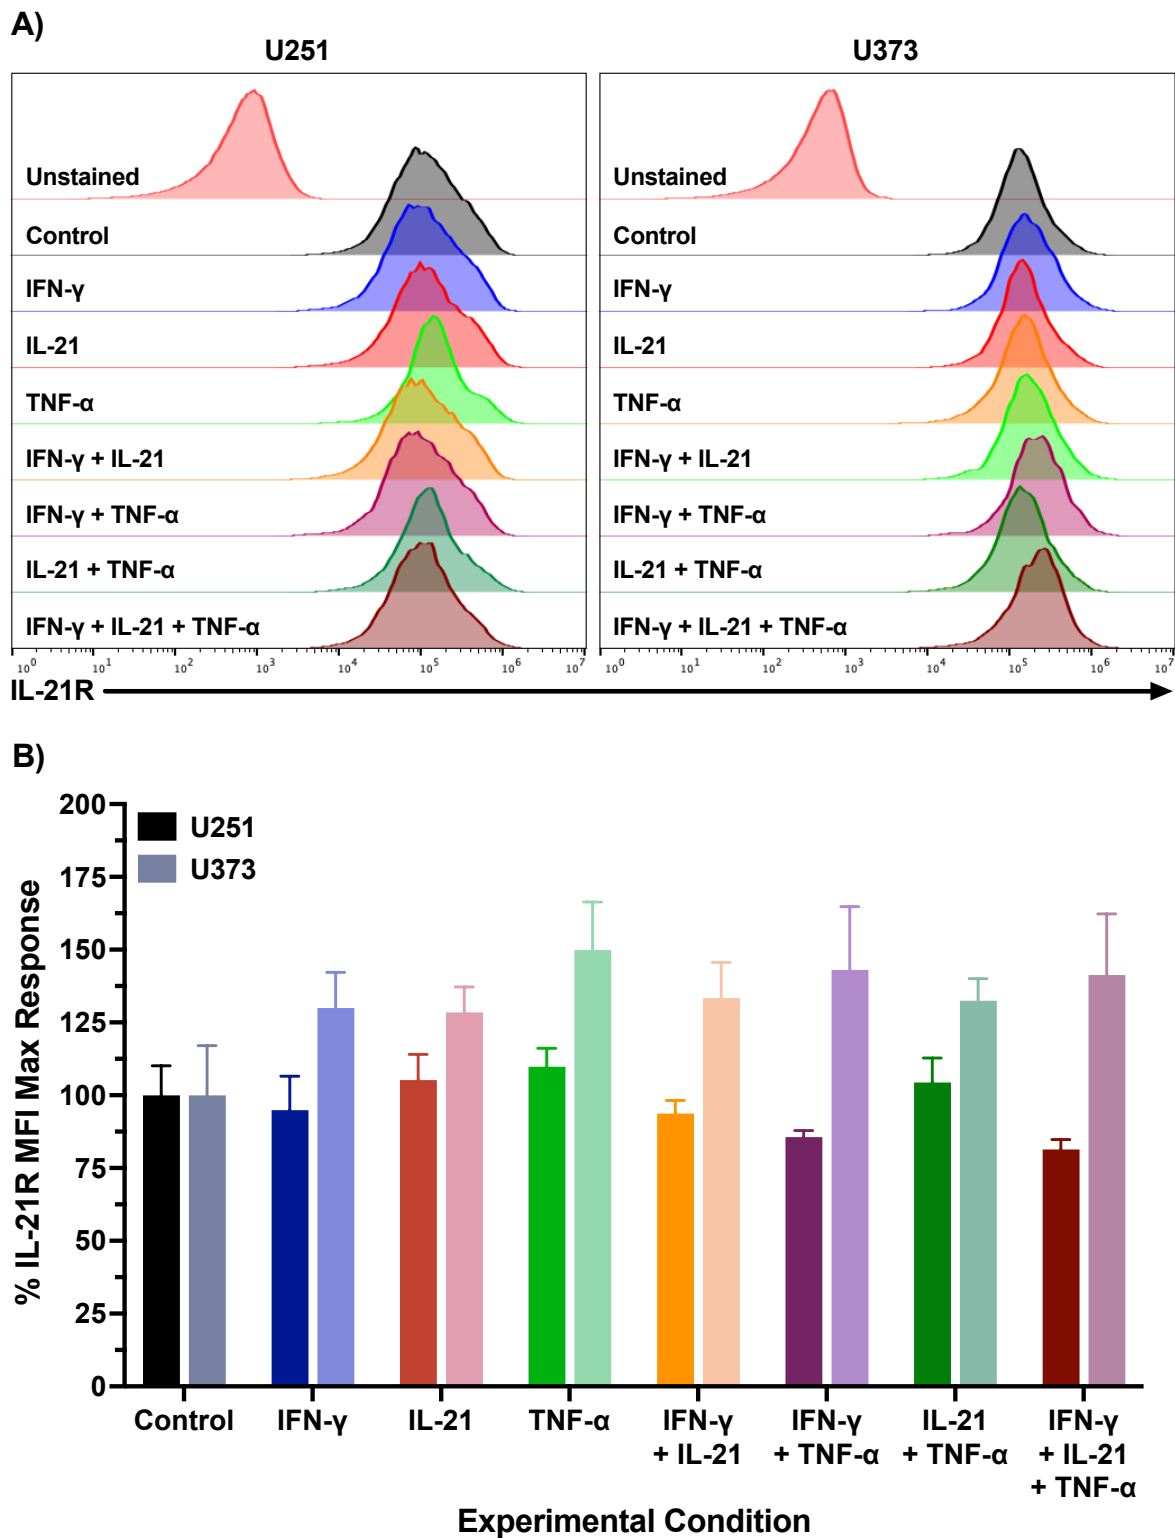 A)
U251
Unstained
Control
IFN-γ
IL-21
TNF-α
IFN-γ + IL-21
IFN-γ + TNF-α
IL-21 + TNF-α
IFN-γ + IL-21 + TNF-α
10⁰ 10¹ 10² 10³ 10⁴ 10⁵ 10⁶ 10⁷
U373
Unstained
Control
IFN-γ
IL-21
TNF-α
IFN-γ + IL-21
IFN-γ + TNF-α
IL-21 + TNF-α
IFN-γ + IL-21 + TNF-α
10⁰ 10¹ 10² 10³ 10⁴ 10⁵ 10⁶ 10⁷
IL-21R
B)
% IL-21R MFI Max Response
200
175
150
125
100
75
50
25
0
U251
U373
Control
IFN-γ
IL-21
TNF-α
IFN-γ
+ IL-21
IFN-γ
+ TNF-α
IL-21
+ TNF-α
IFN-γ
+ IL-21
+ TNF-α
Experimental Condition